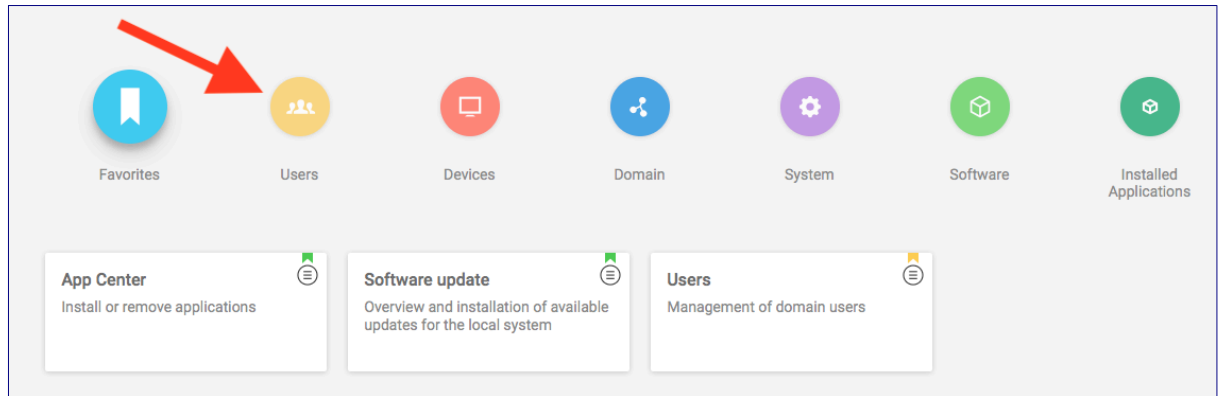 Favorites
Users
Devices
Domain
System
Software
Installed
Applications
App Center
Install or remove applications
Software update
Overview and installation of available
updates for the local system
Users
Management of domain users